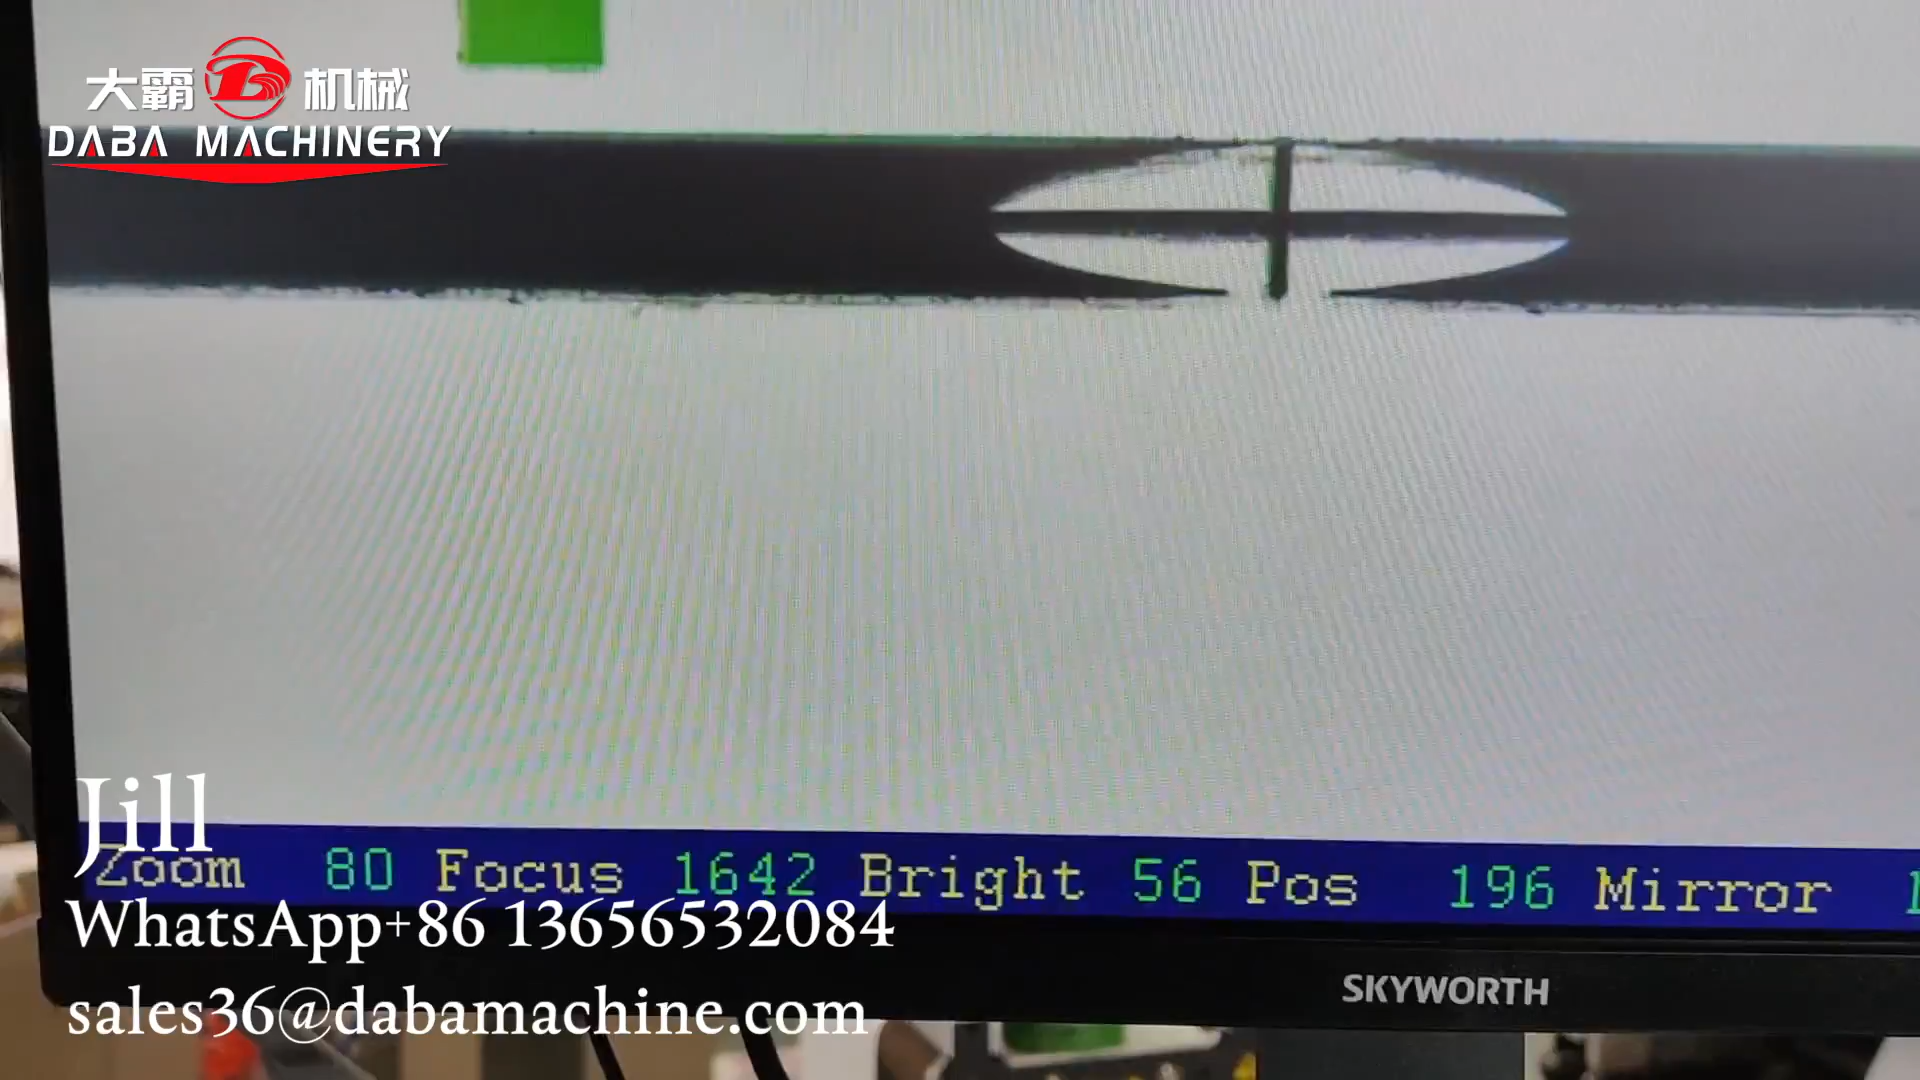 大霸 机械
DABA MACHINERY
Jill
Zoom 80 Focus 1642 Bright 56 Pos 196 Mirror
WhatsApp+86 13656532084
sales36@dabamachine.com
SKYWORTH